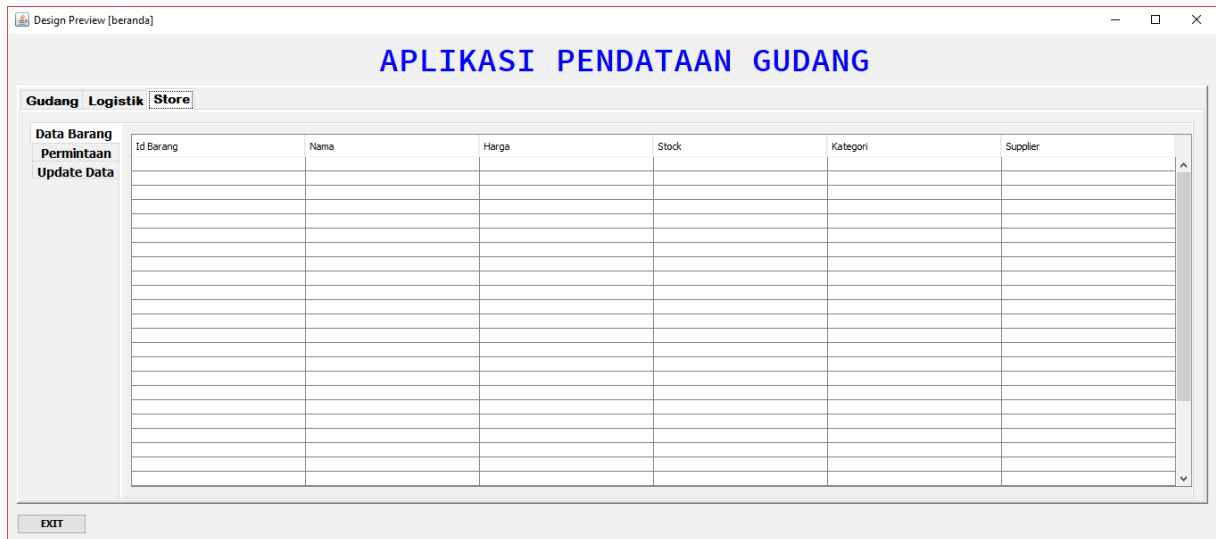 Design Preview [beranda]
APLIKASI PENDATAAN GUDANG
Gudang Logistik Store
Data Barang
Permintaan
Update Data
Id Barang Nama Harga Stock Kategori Supplier
EXIT